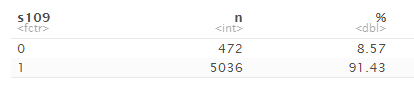 s109 n %
<fctr> <int> <dbl>
0 472 8.57
1 5036 91.43